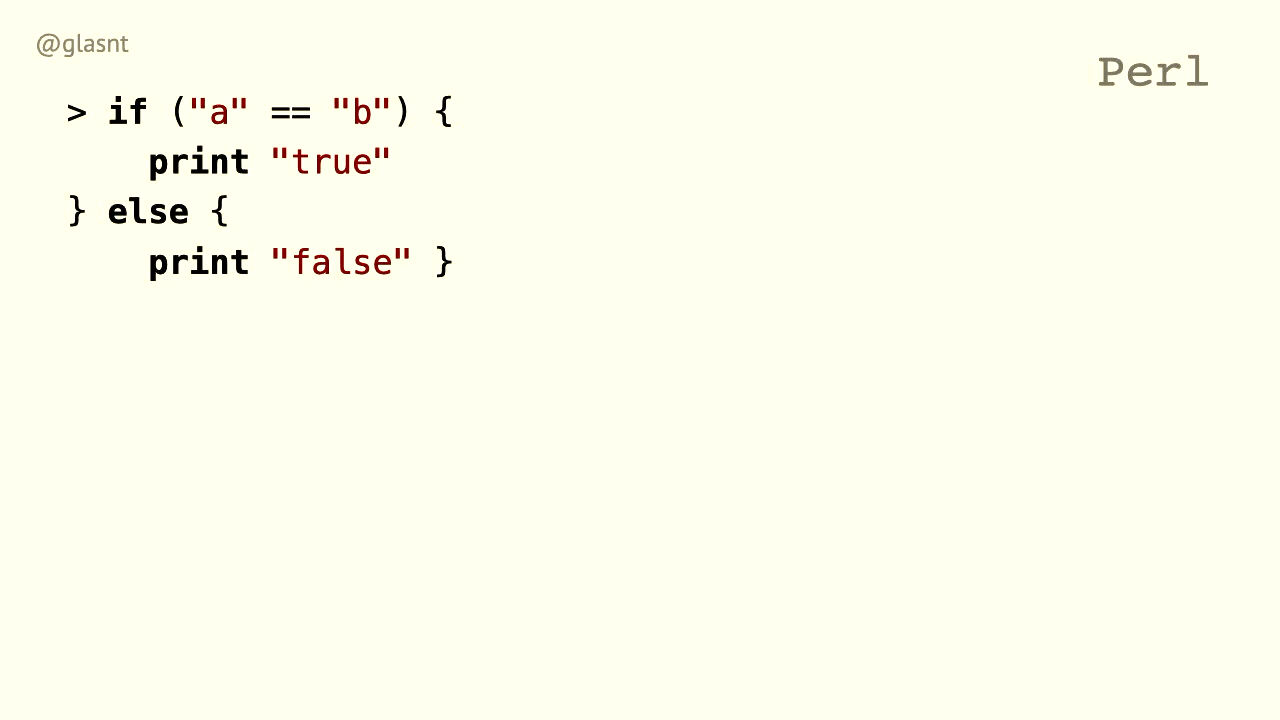 @glasnt
Perl
> if ("a" == "b") {
    print "true"
} else {
    print "false" }